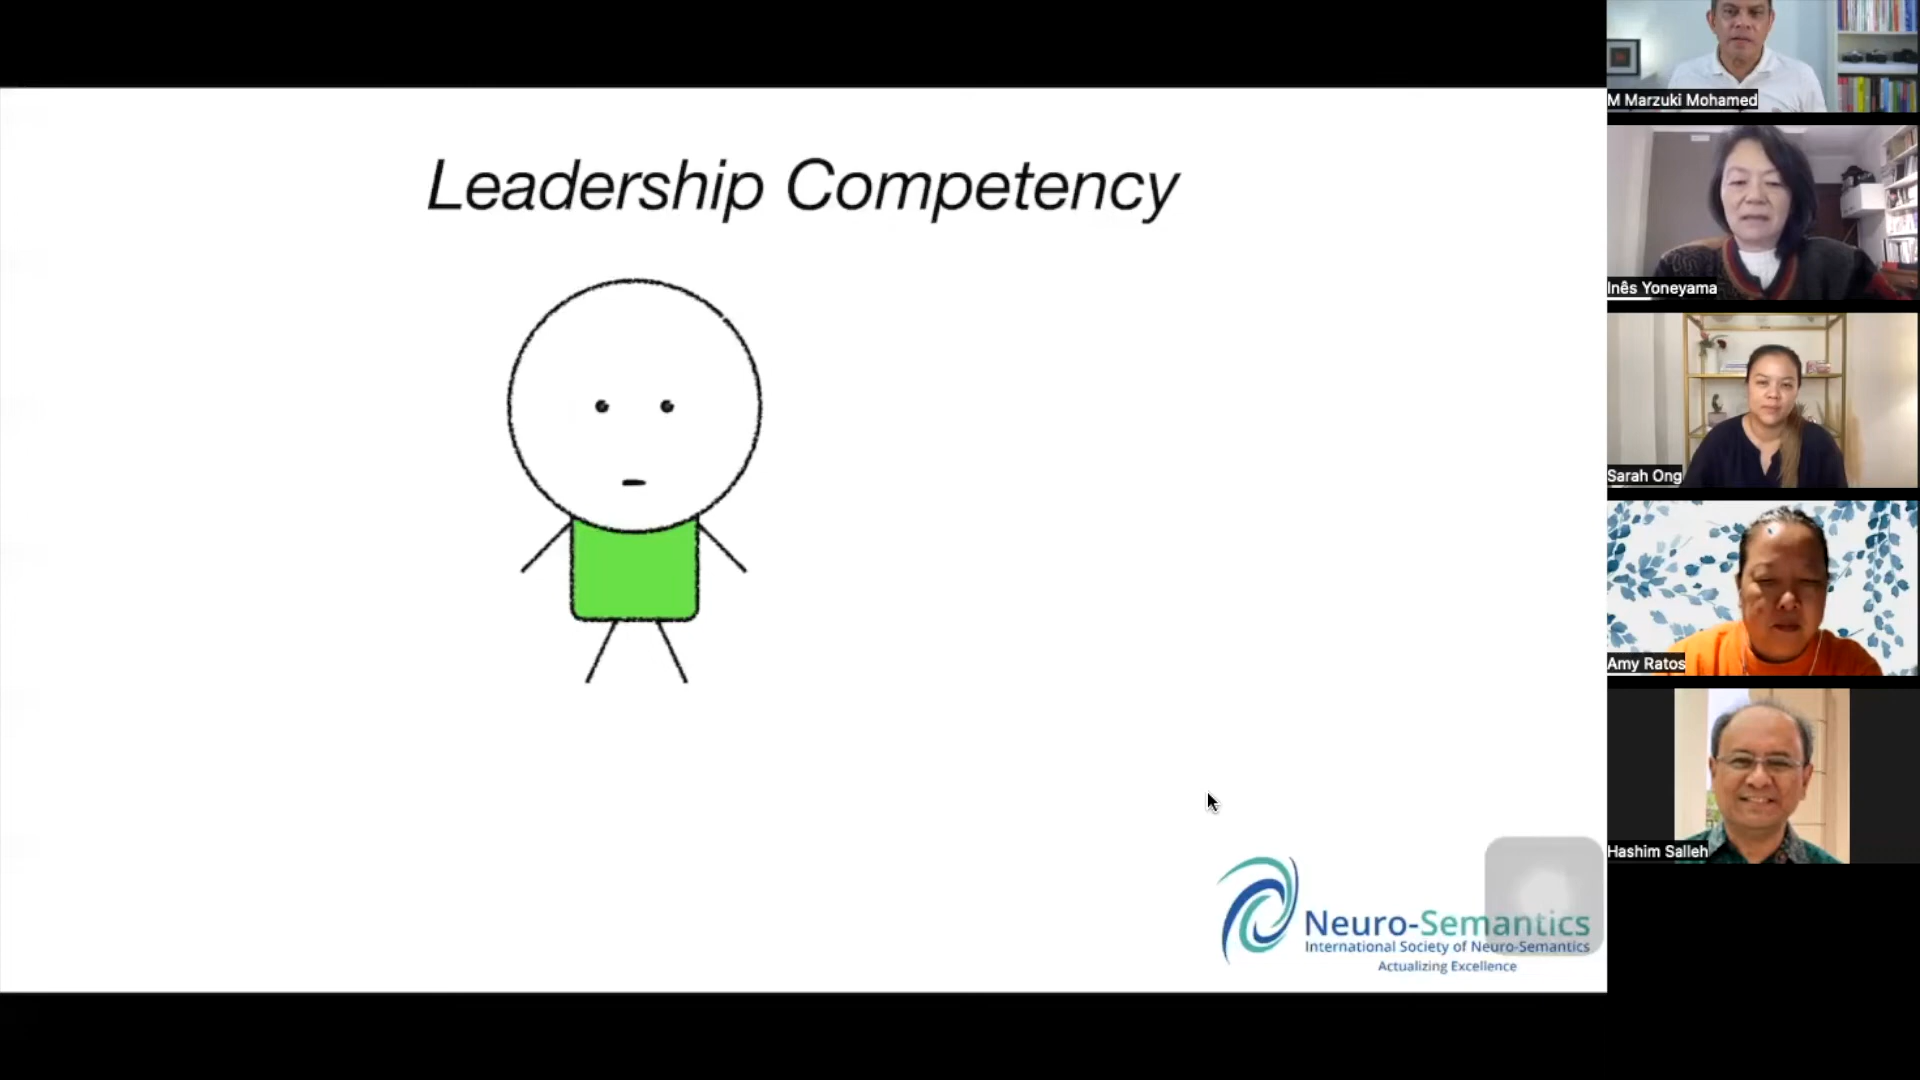 Leadership Competency
M Marzuki Mohamed
Inês Yoneyama
Sarah Ong
Amy Ratos
Hashim Salleh
Neuro-Semantics
International Society of Neuro-Semantics
Actualizing Excellence